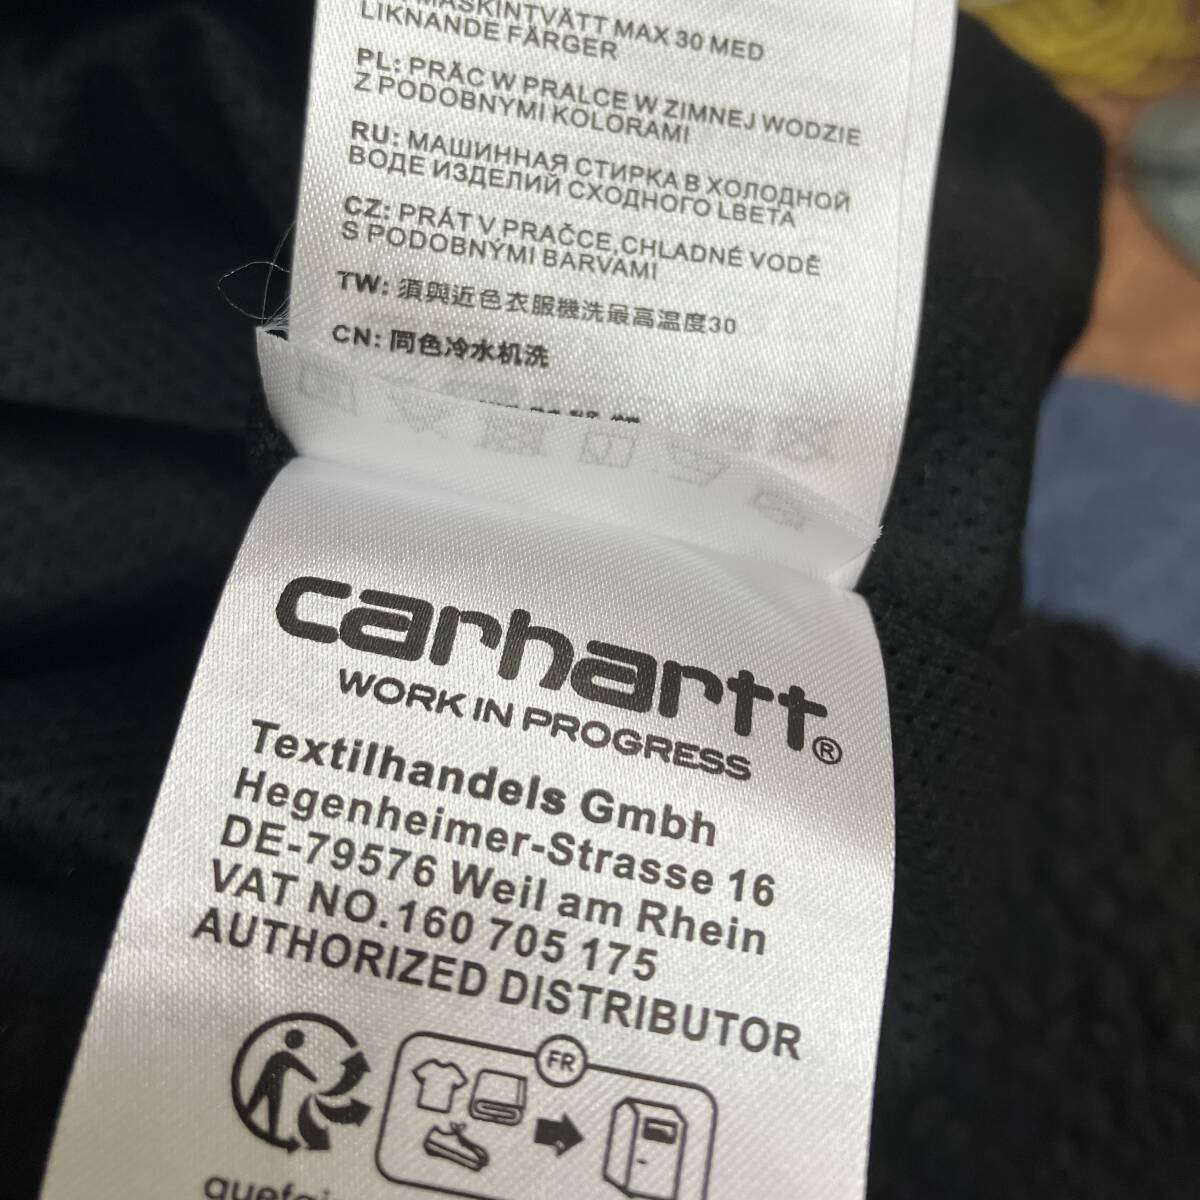 MASKINTVÄTT MAX 30 MED
LIKNANDE FÄRGER
PL: PRĂC W PRALCE W ZIMNEJ WODZIE
Z PODOBNYMI KOLORAMI
RU: МАШИННАЯ СТИРКА В ХОЛОДНОЙ
ВОДЕ ИЗДЕЛИЙ СХОДНОГО LВЕТА
CZ: PRÁT V PRAČCE,CHLADNÉ VODĚ
S PODOBNÝMI BARVAMI
TW: 須與近色衣服機洗最高温度30
CN: 同色冷水机洗
carhartt®
WORK IN PROGRESS
Textilhandels Gmbh
Hegenheimer-Strasse 16
DE-79576 Weil am Rhein
VAT NO.160 705 175
AUTHORIZED DISTRIBUTOR
FR